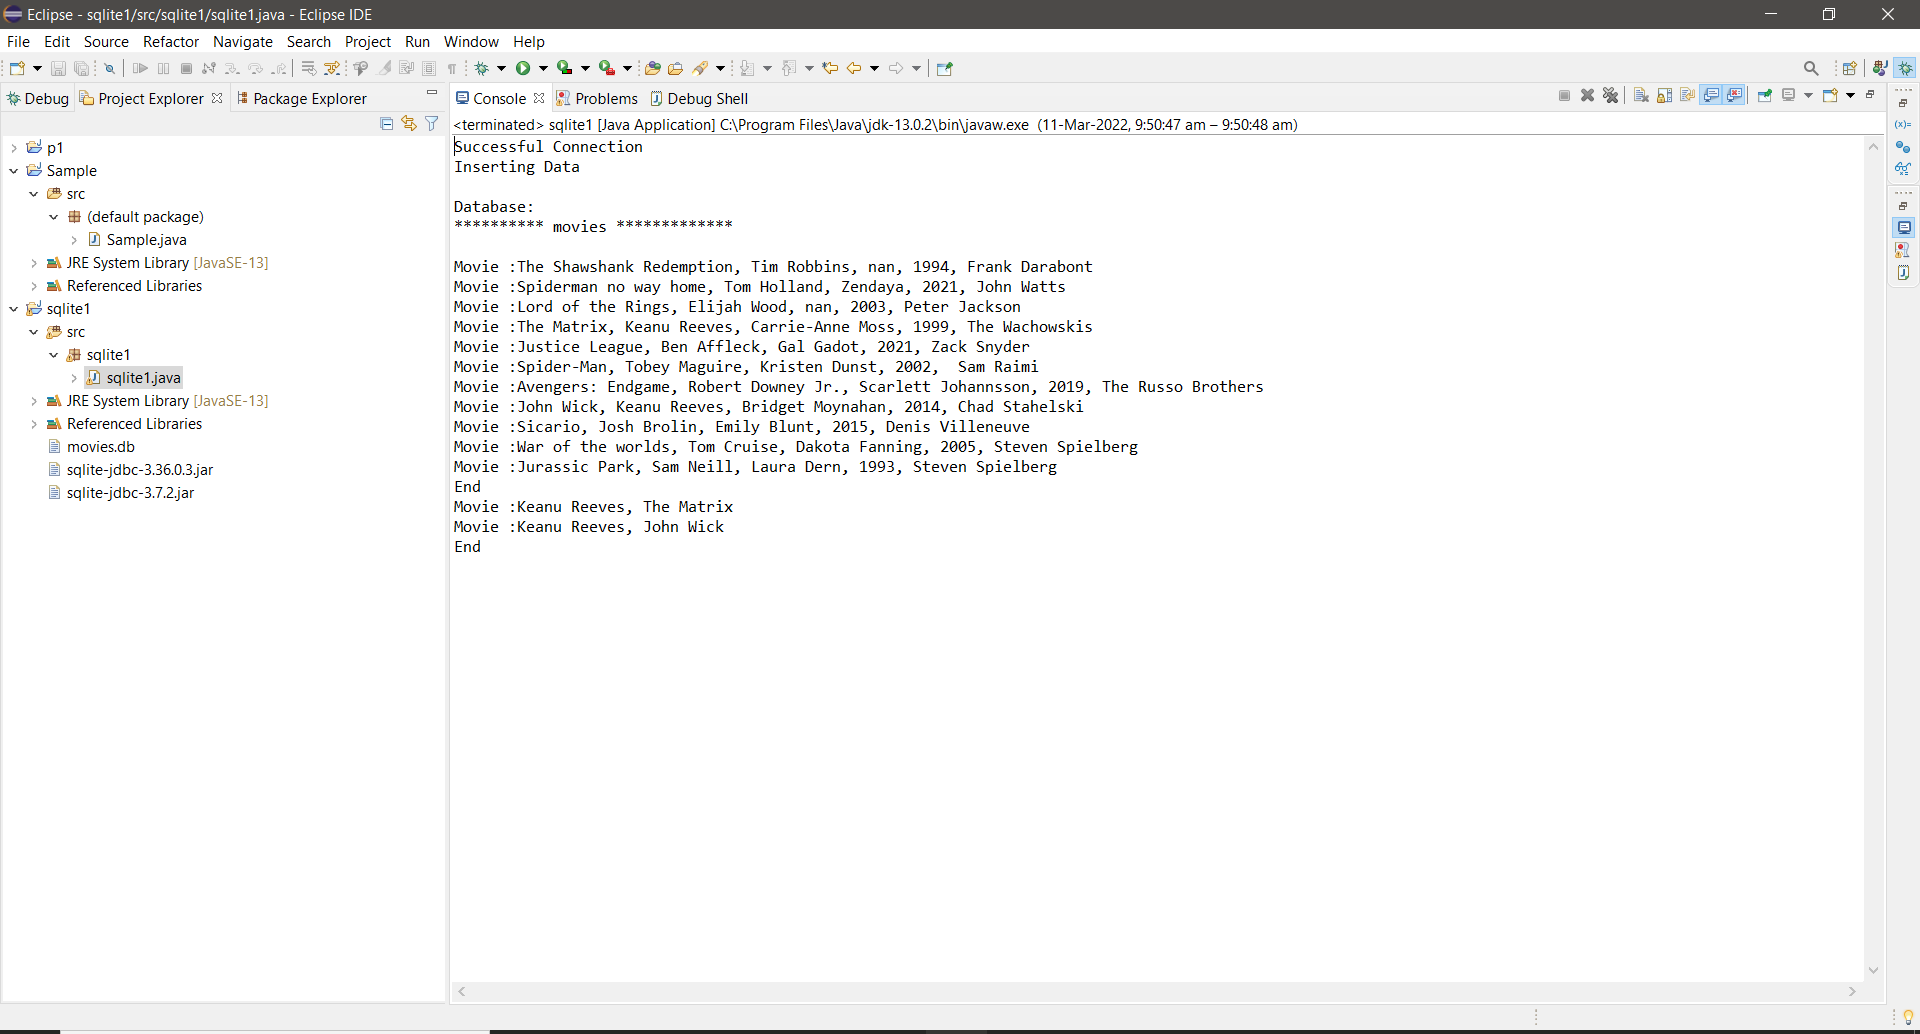 Eclipse - sqlite1/src/sqlite1/sqlite1.java - Eclipse IDE
File Edit Source Refactor Navigate Search Project Run Window Help
Debug Project Explorer Package Explorer
p1
Sample
src
(default package)
Sample.java
JRE System Library [JavaSE-13]
Referenced Libraries
sqlite1
src
sqlite1
sqlite1.java
JRE System Library [JavaSE-13]
Referenced Libraries
movies.db
sqlite-jdbc-3.36.0.3.jar
sqlite-jdbc-3.7.2.jar
Console Problems Debug Shell
<terminated> sqlite1 [Java Application] C:\Program Files\Java\jdk-13.0.2\bin\javaw.exe (11-Mar-2022, 9:50:47 am – 9:50:48 am)
Successful Connection
Inserting Data
Database:
********** movies *************
Movie :The Shawshank Redemption, Tim Robbins, nan, 1994, Frank Darabont
Movie :Spiderman no way home, Tom Holland, Zendaya, 2021, John Watts
Movie :Lord of the Rings, Elijah Wood, nan, 2003, Peter Jackson
Movie :The Matrix, Keanu Reeves, Carrie-Anne Moss, 1999, The Wachowskis
Movie :Justice League, Ben Affleck, Gal Gadot, 2021, Zack Snyder
Movie :Spider-Man, Tobey Maguire, Kristen Dunst, 2002,  Sam Raimi
Movie :Avengers: Endgame, Robert Downey Jr., Scarlett Johannsson, 2019, The Russo Brothers
Movie :John Wick, Keanu Reeves, Bridget Moynahan, 2014, Chad Stahelski
Movie :Sicario, Josh Brolin, Emily Blunt, 2015, Denis Villeneuve
Movie :War of the worlds, Tom Cruise, Dakota Fanning, 2005, Steven Spielberg
Movie :Jurassic Park, Sam Neill, Laura Dern, 1993, Steven Spielberg
End
Movie :Keanu Reeves, The Matrix
Movie :Keanu Reeves, John Wick
End